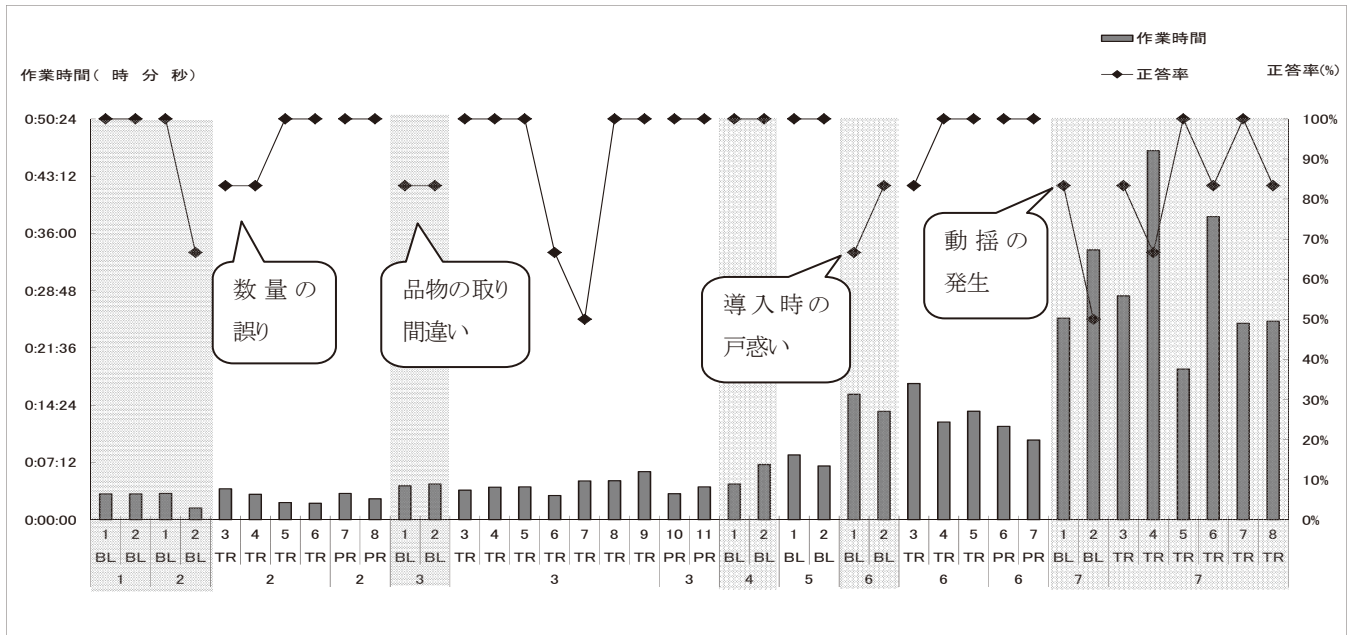 作業時間
正答率
作業時間( 時 分 秒)
正答率(%)
0:50:24
0:43:12
0:36:00
0:28:48
0:21:36
0:14:24
0:07:12
0:00:00
100%
90%
80%
70%
60%
50%
40%
30%
20%
10%
0%
数量の
誤り
品物の取り
間違い
導入時の
戸惑い
動揺の
発生
1 2 1 2 3 4 5 6 7 8 1 2 3 4 5 6 7 8 9 10 11 1 2 1 2 1 2 3 4 5 6 7 1 2 3 4 5 6 7 8
BL BL BL BL TR TR TR TR PR PR BL BL TR TR TR TR TR TR TR PR PR BL BL BL BL BL BL TR TR TR PR PR BL BL TR TR TR TR TR TR
1 2 2 2 3 3 3 4 5 6 6 6 7 7